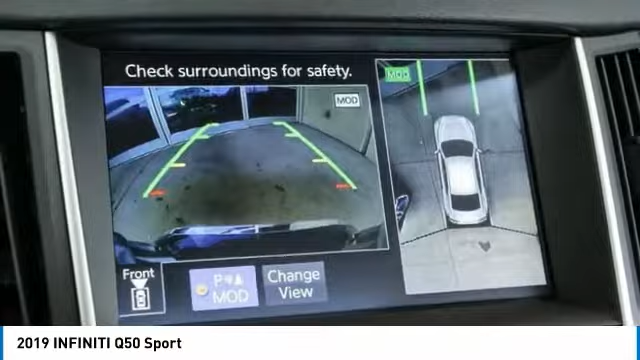 Check surroundings for safety.
MOD
MOD
Front
P
MOD
Change
View
2019 INFINITI Q50 Sport